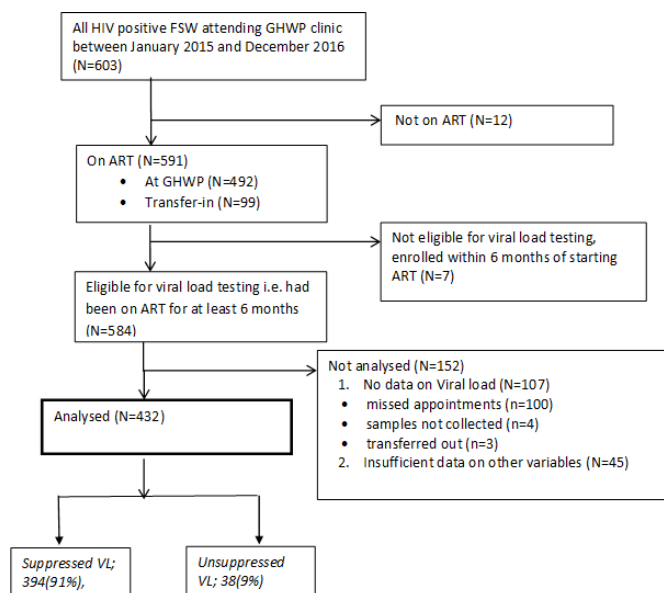 All HIV positive FSW attending GHWP clinic
between January 2015 and December 2016
(N=603)
Not on ART (N=12)
On ART (N=591)
• At GHWP (N=492)
• Transfer-in (N=99)
Not eligible for viral load testing,
enrolled within 6 months of starting
ART (N=7)
Eligible for viral load testing i.e. had
been on ART for at least 6 months
(N=584)
Not analysed (N=152)
1. No data on Viral load (N=107)
• missed appointments (n=100)
• samples not collected (n=4)
• transferred out (n=3)
2. Insufficient data on other variables (N=45)
Analysed (N=432)
Suppressed VL;
394(91%),
Unsuppressed
VL; 38(9%)